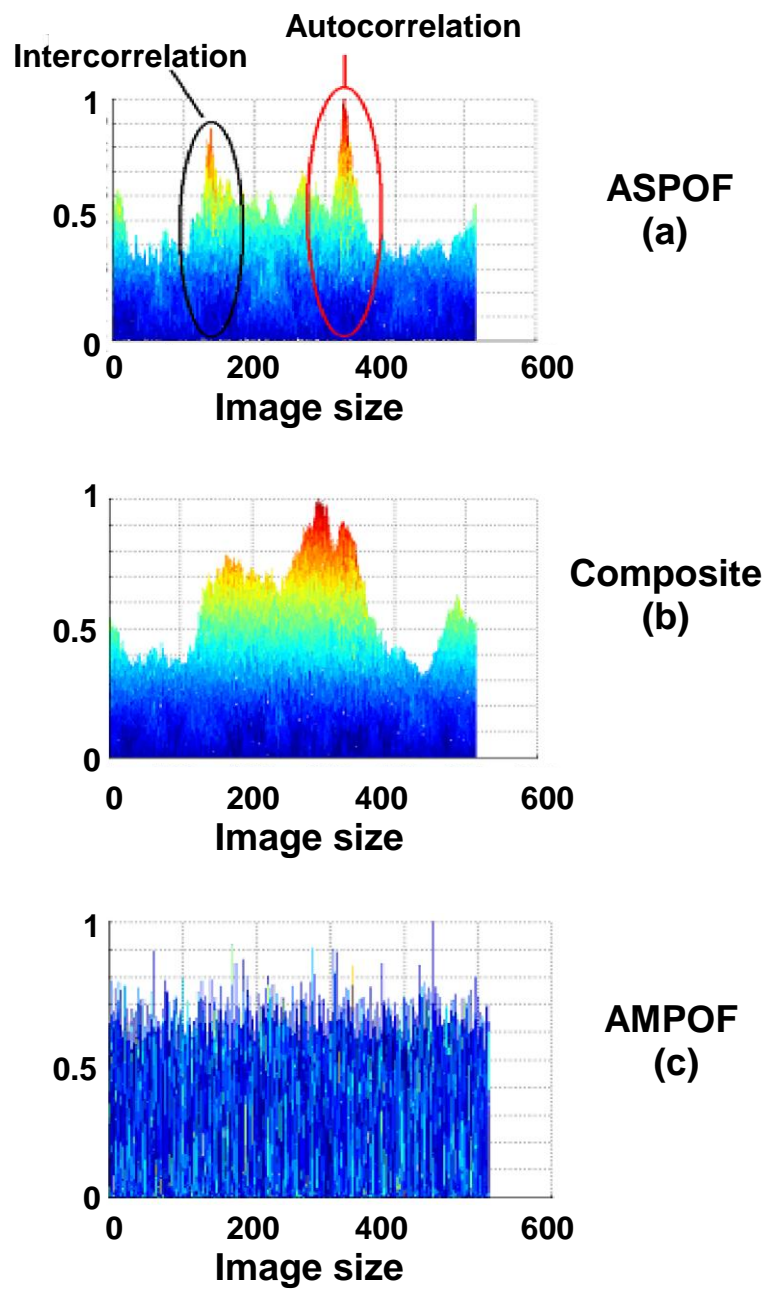 Autocorrelation
Intercorrelation
1
0.5
0
0 200 400 600
Image size
ASPOF
(a)
1
0.5
0
0 200 400 600
Image size
Composite
(b)
1
0.5
0
0 200 400 600
Image size
AMPOF
(c)